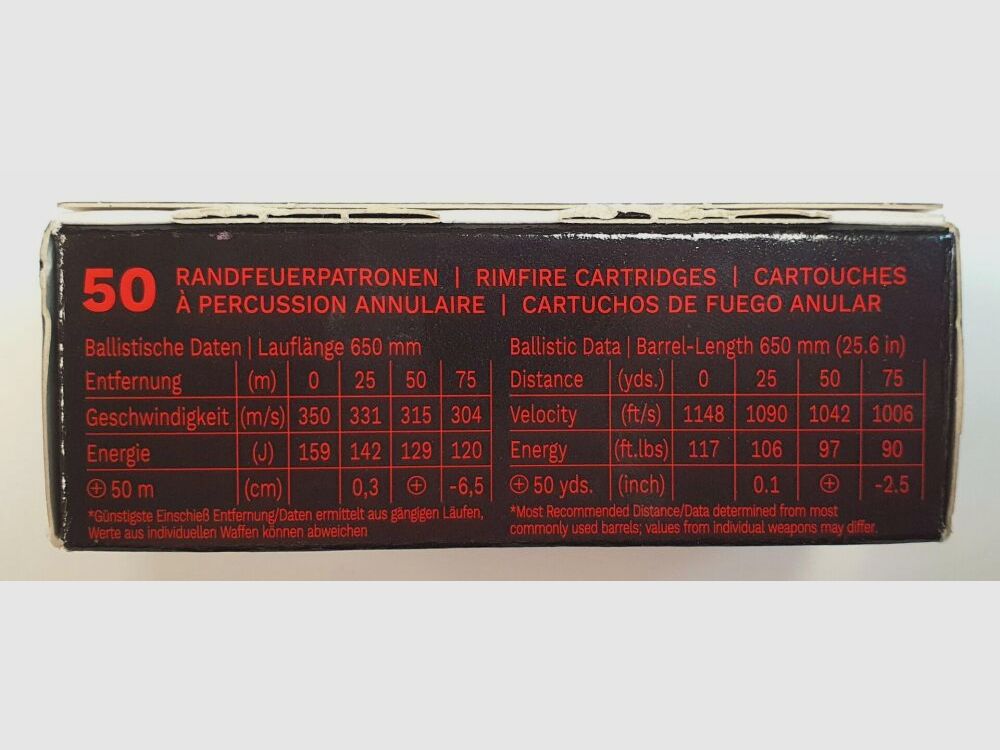 50 RANDFEUERPATRONEN | RIMFIRE CARTRIDGES | CARTOUCHES
À PERCUSSION ANNULAIRE | CARTUCHOS DE FUEGO ANULAR
Ballistische Daten | Lauflänge 650 mm
Entfernung (m) 0 25 50 75
Geschwindigkeit (m/s) 350 331 315 304
Energie (J) 159 142 129 120
⊕ 50 m (cm) 0,3 ⊕ -6,5
*Günstigste Einschieß Entfernung/Daten ermittelt aus gängigen Läufen,
Werte aus individuellen Waffen können abweichen
Ballistic Data | Barrel-Length 650 mm (25.6 in)
Distance (yds.) 0 25 50 75
Velocity (ft/s) 1148 1090 1042 1006
Energy (ft.lbs) 117 106 97 90
⊕ 50 yds. (inch) 0.1 ⊕ -2.5
*Most Recommended Distance/Data determined from most
commonly used barrels; values from individual weapons may differ.